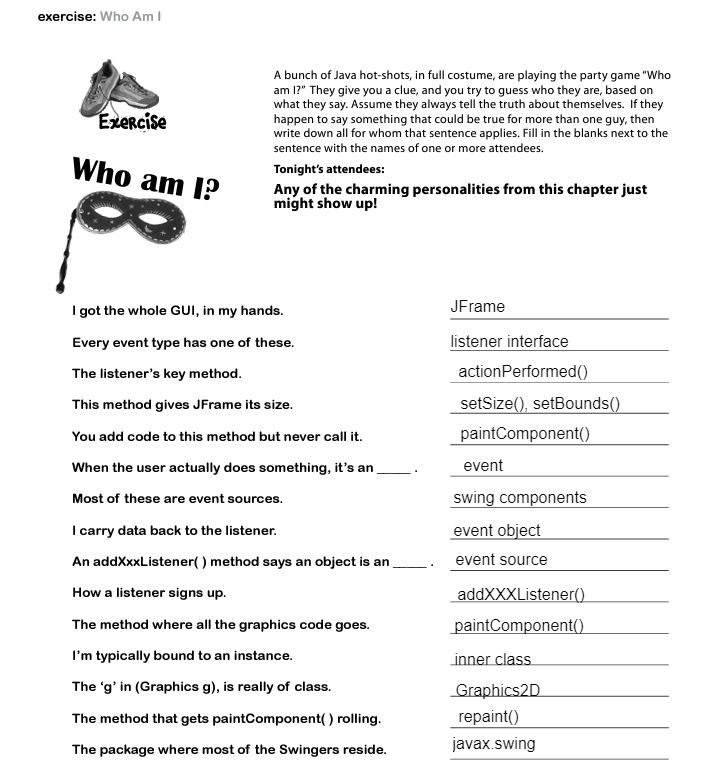 exercise: Who Am I
A bunch of Java hot-shots, in full costume, are playing the party game "Who
am I?" They give you a clue, and you try to guess who they are, based on
what they say. Assume they always tell the truth about themselves. If they
happen to say something that could be true for more than one guy, then
write down all for whom that sentence applies. Fill in the blanks next to the
sentence with the names of one or more attendees.
Exercise
Who am I?
Tonight's attendees:
Any of the charming personalities from this chapter just
might show up!
I got the whole GUI, in my hands. JFrame
Every event type has one of these. listener interface
The listener's key method. actionPerformed()
This method gives JFrame its size. setSize(), setBounds()
You add code to this method but never call it. paintComponent()
When the user actually does something, it's an _____ . event
Most of these are event sources. swing components
I carry data back to the listener. event object
An addXxxListener( ) method says an object is an _____ . event source
How a listener signs up. addXXXListener()
The method where all the graphics code goes. paintComponent()
I'm typically bound to an instance. inner class
The 'g' in (Graphics g), is really of class. Graphics2D
The method that gets paintComponent( ) rolling. repaint()
The package where most of the Swingers reside. javax.swing